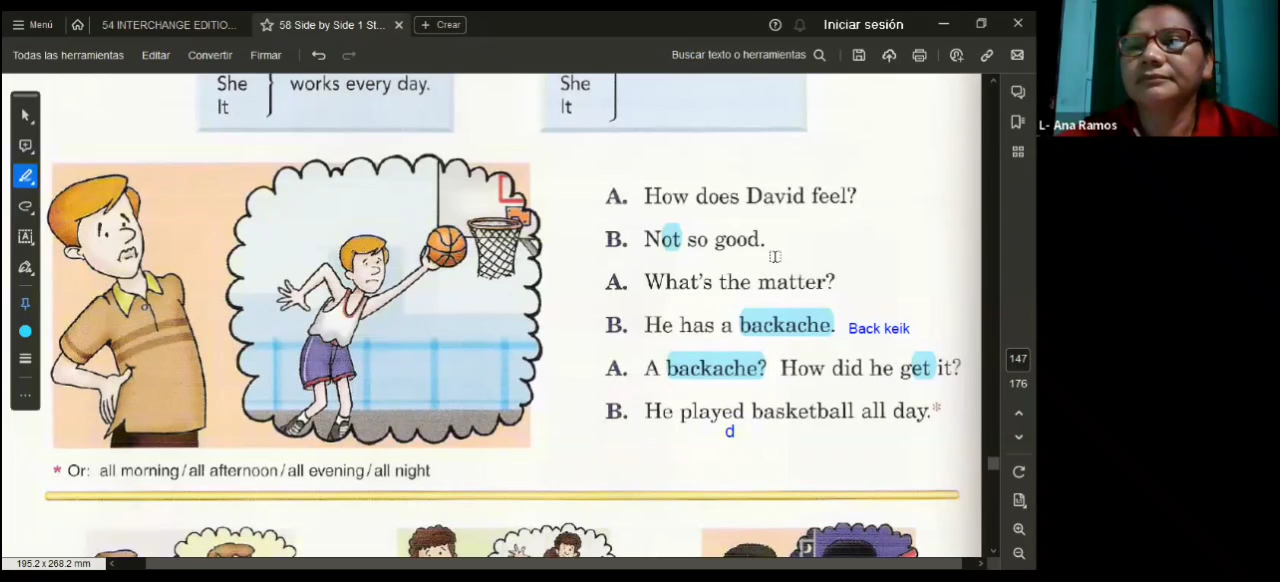 Menú
54 INTERCHANGE EDITIO...
58 Side by Side 1 St...
Crear
Iniciar sesión
Todas las herramientas
Editar
Convertir
Firmar
Buscar texto o herramientas
She
It
works every day.
She
It
A. How does David feel?
B. Not so good.
A. What's the matter?
B. He has a backache. Back keik
A. A backache? How did he get it?
B. He played basketball all day.*
d
* Or: all morning / all afternoon / all evening / all night
147
176
195.2 x 268.2 mm
L- Ana Ramos